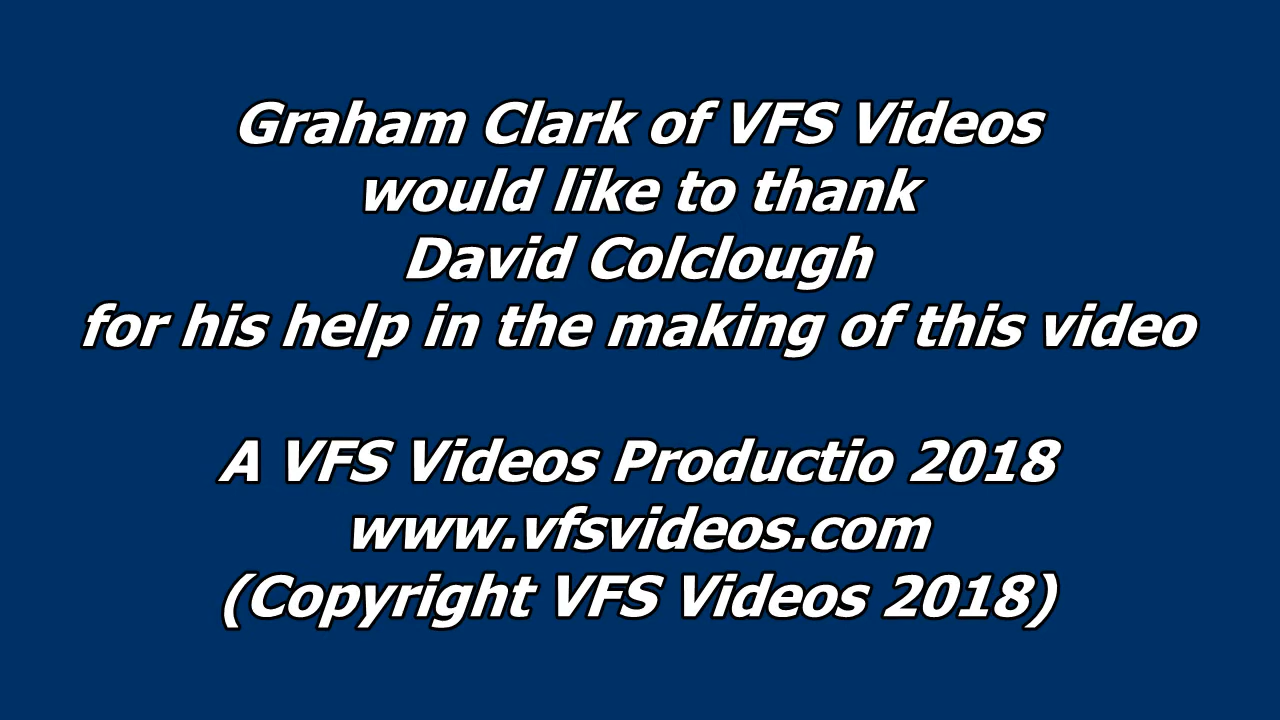 Graham Clark of VFS Videos
would like to thank
David Colclough
for his help in the making of this video
A VFS Videos Productio 2018
www.vfsvideos.com
(Copyright VFS Videos 2018)